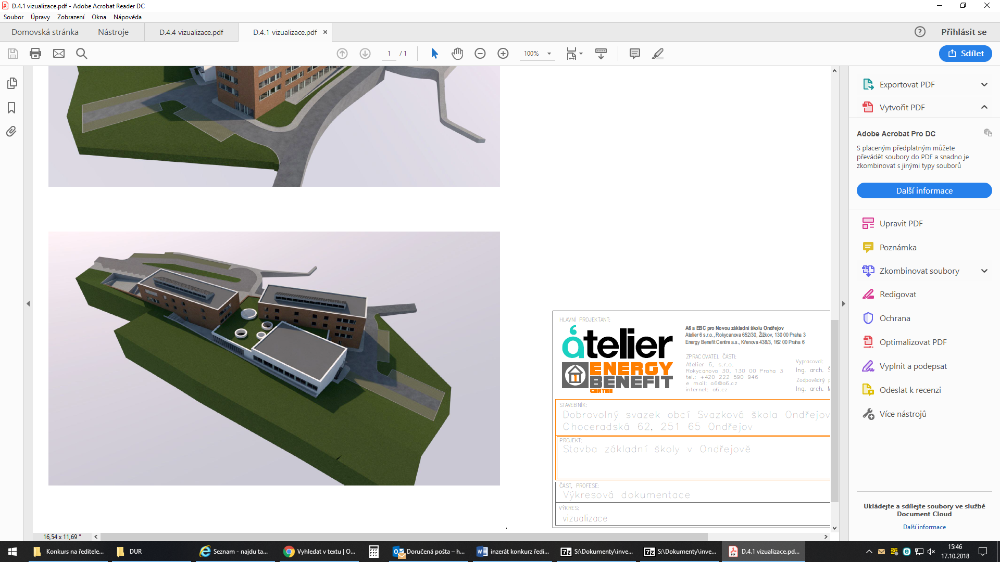 D.4.1 vizualizace.pdf - Adobe Acrobat Reader DC
Soubor Úpravy Zobrazení Okna Nápověda
Domovská stránka Nástroje D.4.4 vizualizace.pdf D.4.1 vizualizace.pdf × Přihlásit se
1 / 1 100% Sdílet
Exportovat PDF
Vytvořit PDF
Adobe Acrobat Pro DC
S placeným předplatným můžete
převádět soubory do PDF a snadno je
zkombinovat s jinými typy souborů
Další informace
Upravit PDF
Poznámka
Zkombinovat soubory
Redigovat
Ochrana
Optimalizovat PDF
Vyplnit a podepsat
Odeslat k recenzi
Více nástrojů
Ukládejte a sdílejte soubory ve službě
Document Cloud
Další informace
HLAVNÍ PROJEKTANT:
átelier
ENERGY
BENEFIT
CENTRE
A6 a EBC pro Novou základní školu Ondřejov
Atelier 6 s.r.o., Rokycanova 652/30, Žižkov, 130 00 Praha 3
Energy Benefit Centre a.s., Křenova 438/3, 162 00 Praha 6
ZPRACOVATEL ČÁSTI:
Atelier 6, s.r.o.
Rokycanova 30, 130 00 Praha 3
tel.: +420 222 590 946
e mail: a6@a6.cz
internet: a6.cz
Vypracoval:
Ing. arch. Š
Zodpovědný p
Ing. arch. M
STAVEBNÍK:
Dobrovolný svazek obcí Svazková škola Ondřejov
Choceradská 62, 251 65 Ondřejov
PROJEKT:
Stavba základní školy v Ondřejově
ČÁST, PROFESE:
Výkresová dokumentace
VÝKRES:
vizualizace
16,54 x 11,69 "
Konkurs na ředitele... DUR Seznam - najdu ta... Vyhledat v textu | O... Doručená pošta – h... inzerát konkurz ředi... S:\Dokumenty\inve... S:\Dokumenty\inve... D.4.1 vizualizace.pd...
15:46
17.10.2018